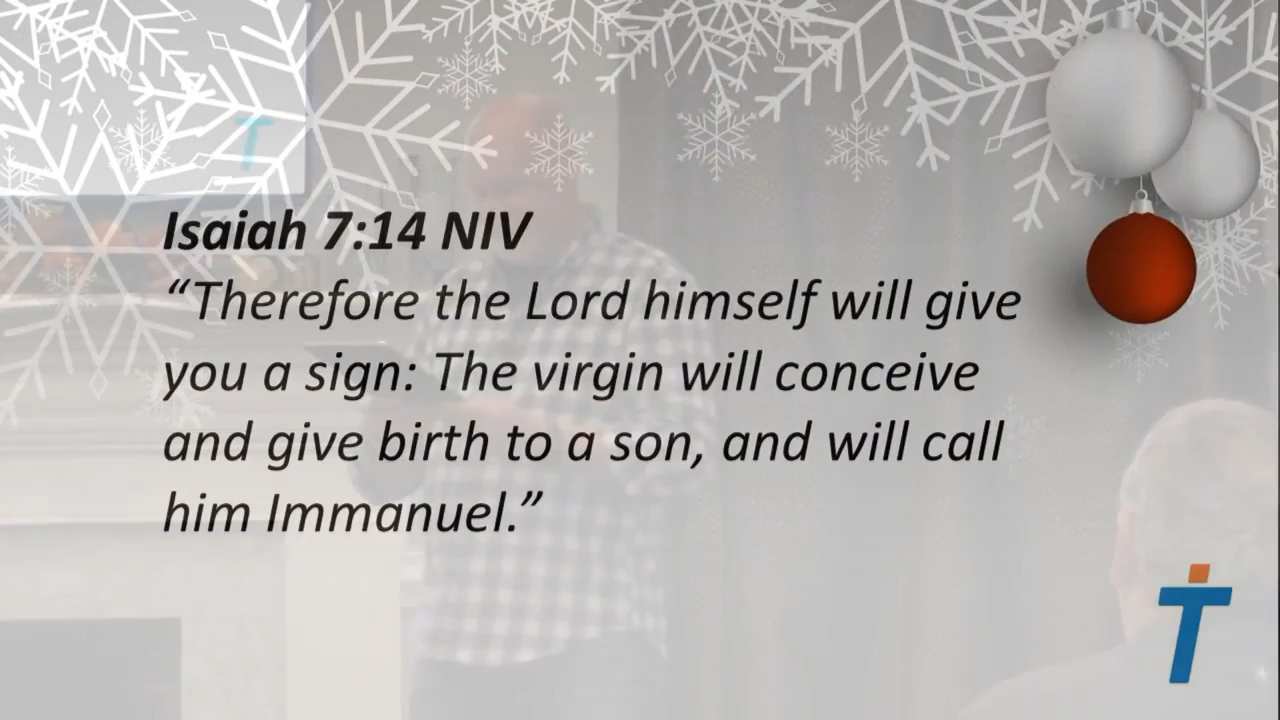 Isaiah 7:14 NIV
“Therefore the Lord himself will give
you a sign: The virgin will conceive
and give birth to a son, and will call
him Immanuel.”